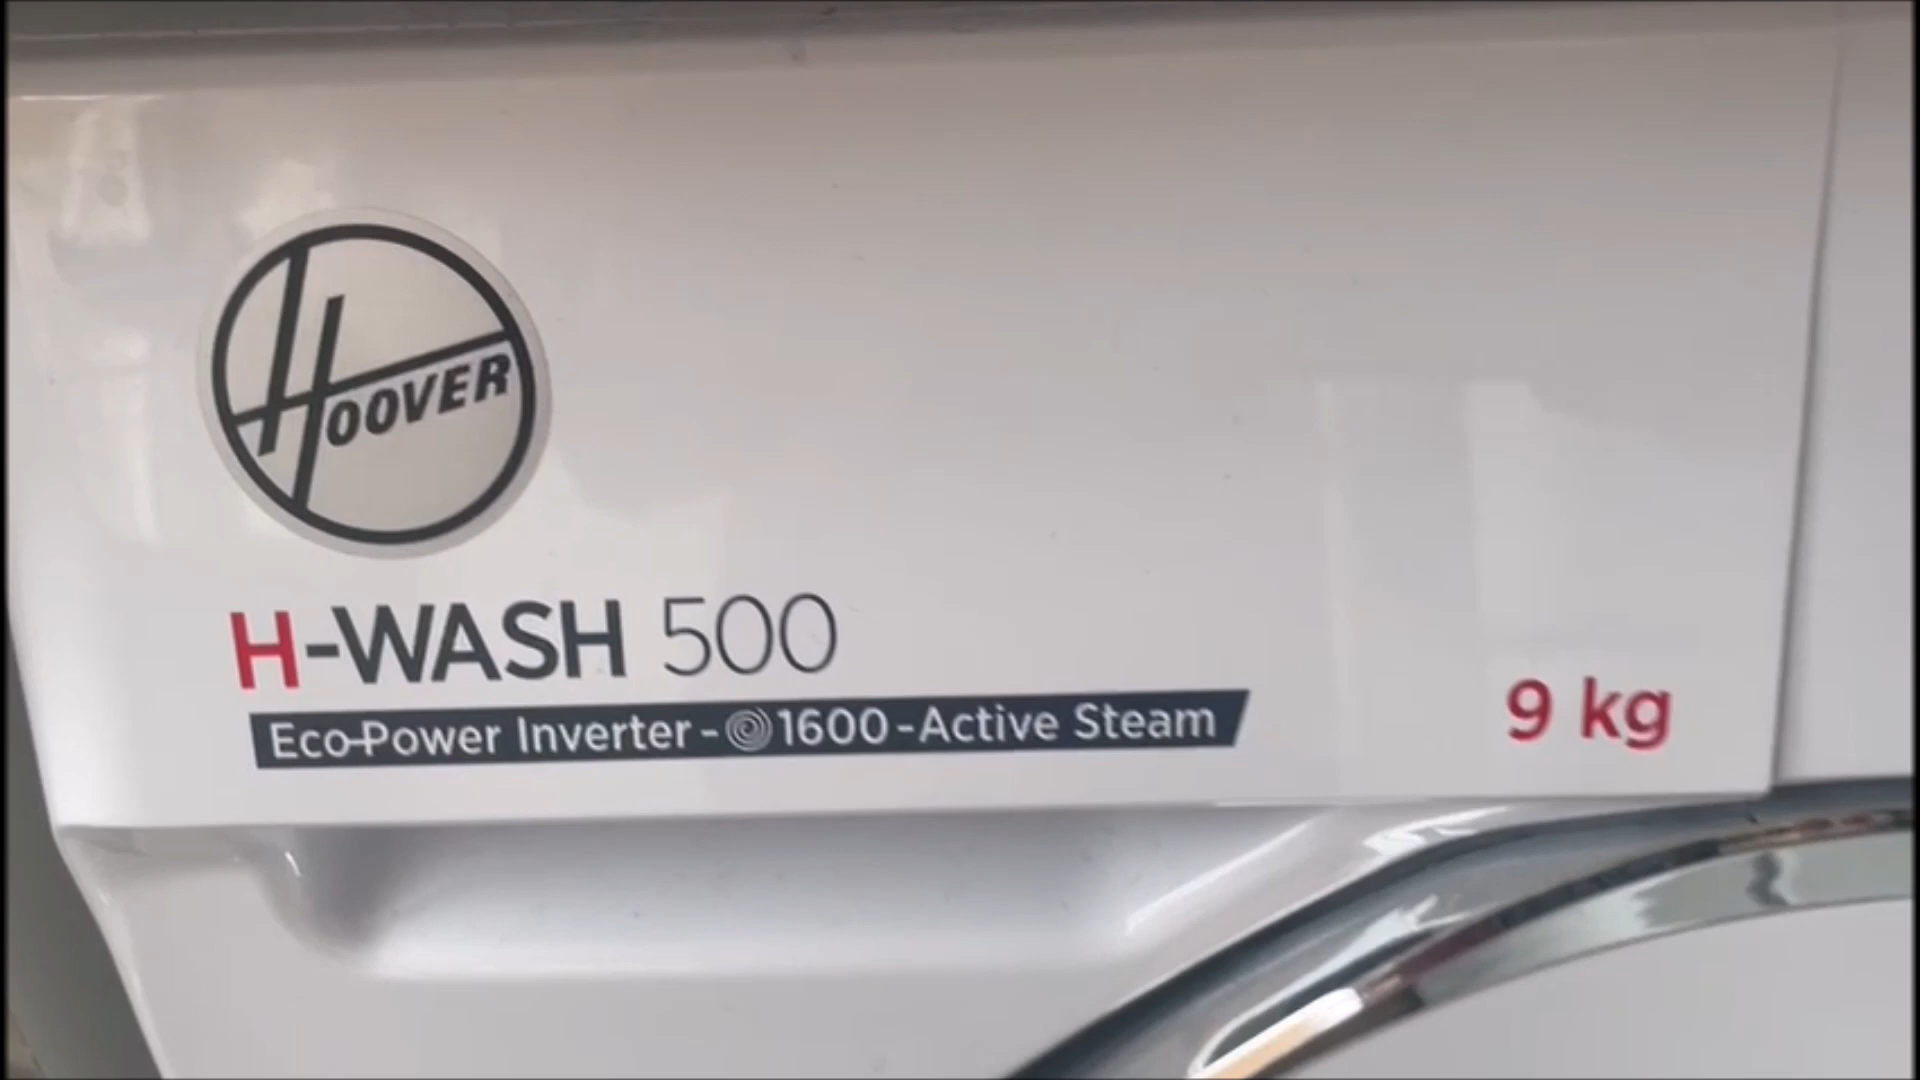 HOOVER
H-WASH 500
Eco-Power Inverter - 1600 - Active Steam
9 kg